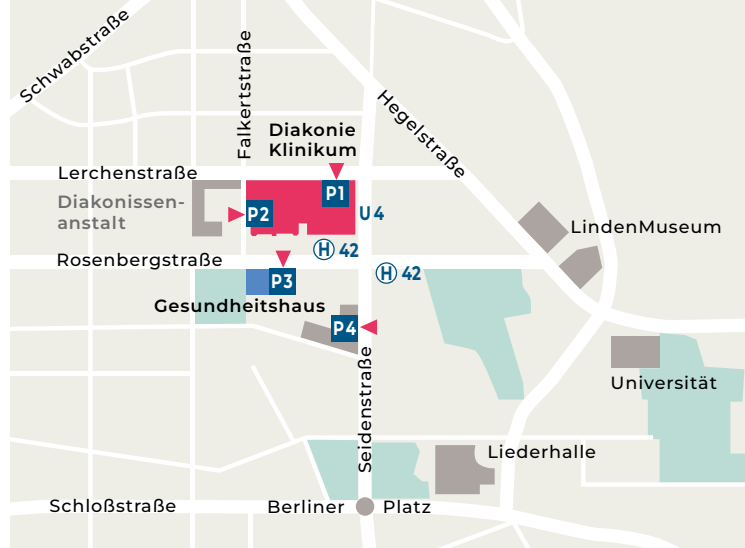 Schwabstraße
Falkertstraße
Hegelstraße
Diakonie
Klinikum
Lerchenstraße
P1
Diakonissen-
anstalt
P2
U4
LindenMuseum
H 42
Rosenbergstraße
H 42
P3
Gesundheitshaus
P4
Seidenstraße
Universität
Liederhalle
Schloßstraße
Berliner Platz